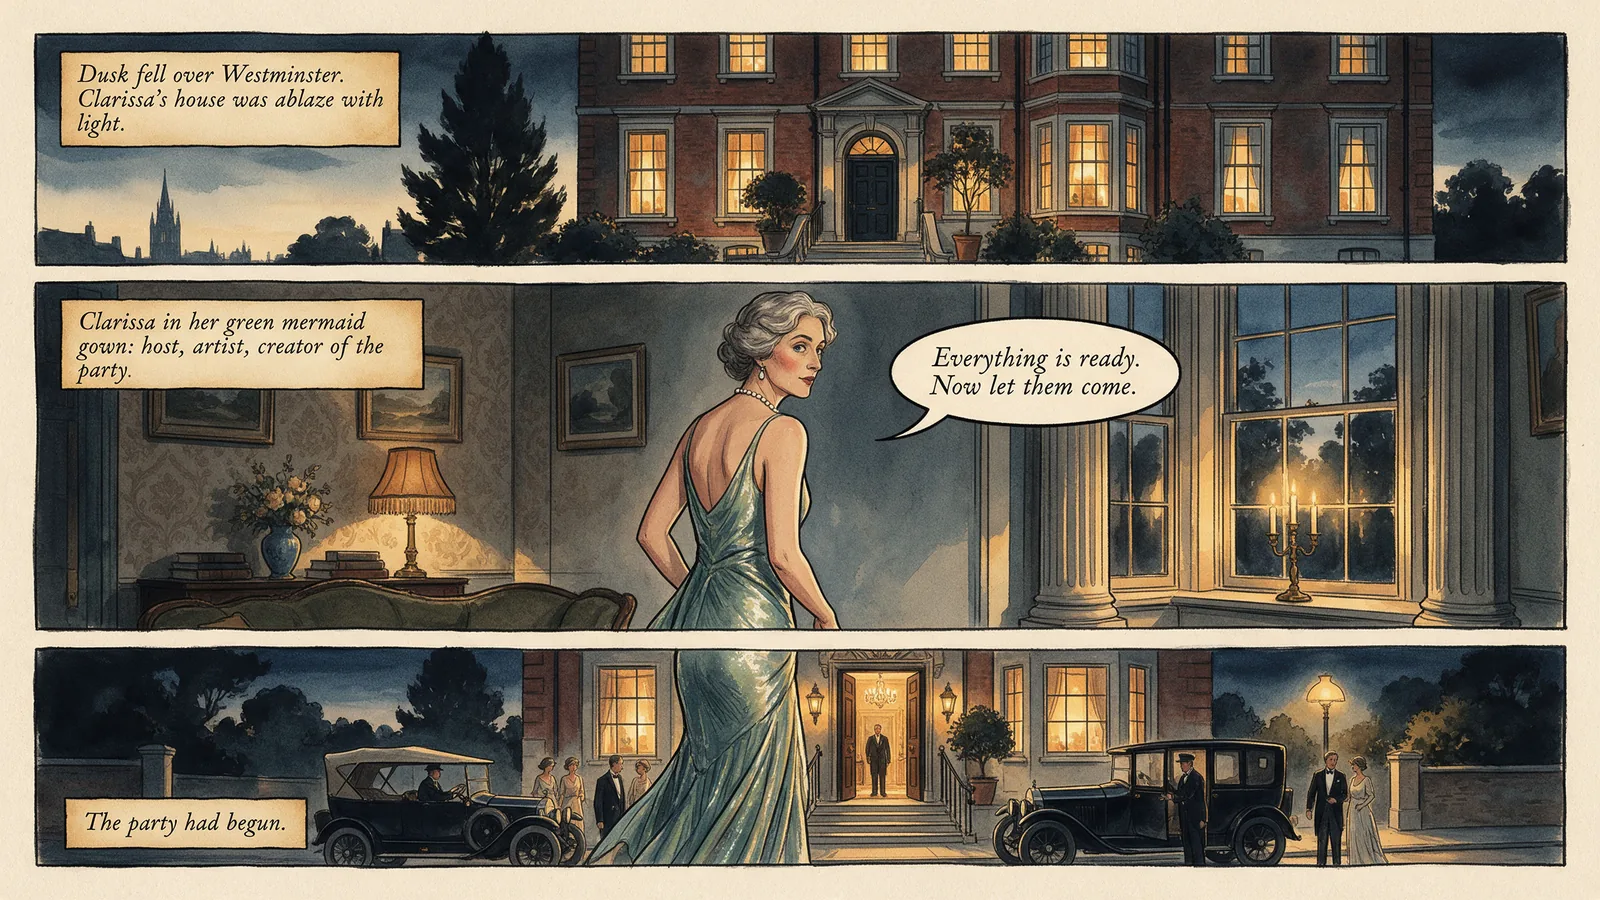 Dusk fell over Westminster.
Clarissa's house was ablaze with
light.
Clarissa in her green mermaid
gown: host, artist, creator of the
party.
Everything is ready.
Now let them come.
The party had begun.